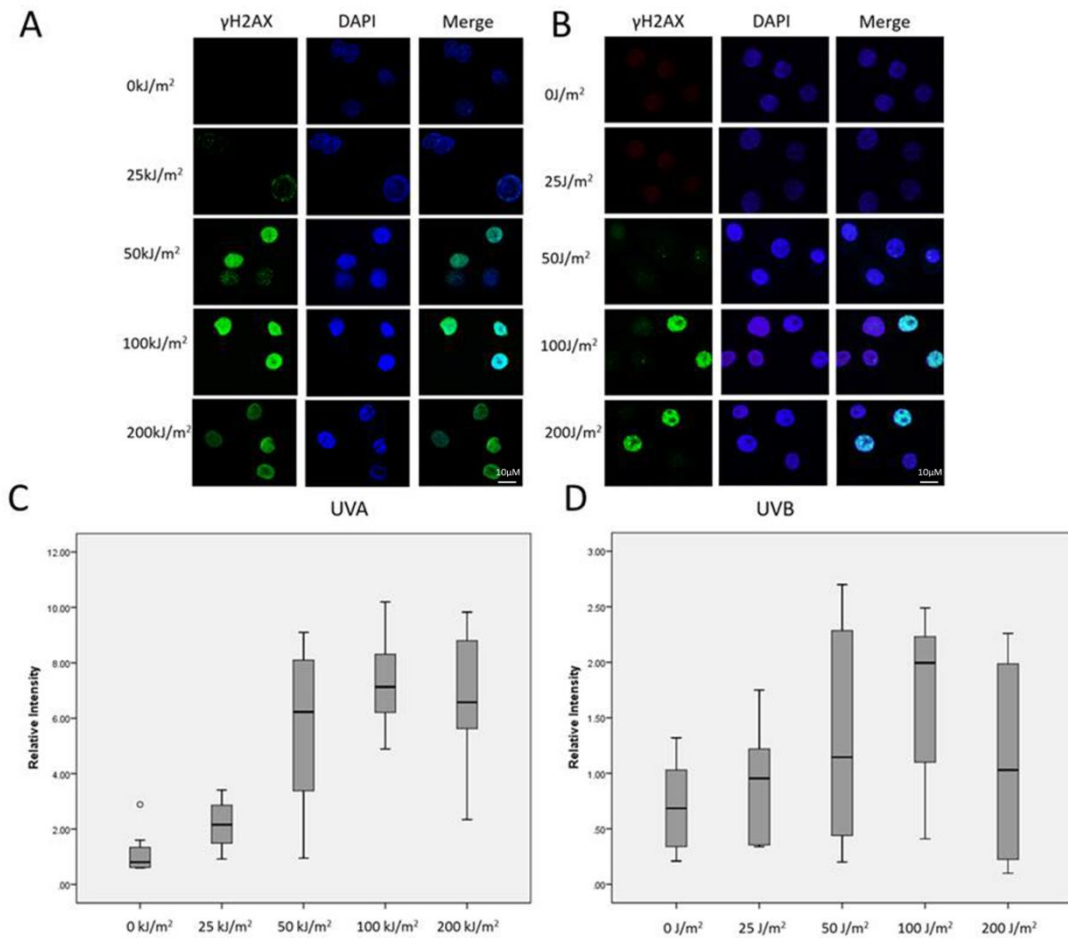 A
γH2AX DAPI Merge
0kJ/m²
25kJ/m²
50kJ/m²
100kJ/m²
200kJ/m²
10μM
B
γH2AX DAPI Merge
0J/m²
25J/m²
50J/m²
100J/m²
200J/m²
10μM
C
UVA
Relative Intensity
12.00
10.00
8.00
6.00
4.00
2.00
.00
0 kJ/m² 25 kJ/m² 50 kJ/m² 100 kJ/m² 200 kJ/m²
D
UVB
Relative Intensity
3.00
2.50
2.00
1.50
1.00
.50
.00
0 J/m² 25 J/m² 50 J/m² 100 J/m² 200 J/m²